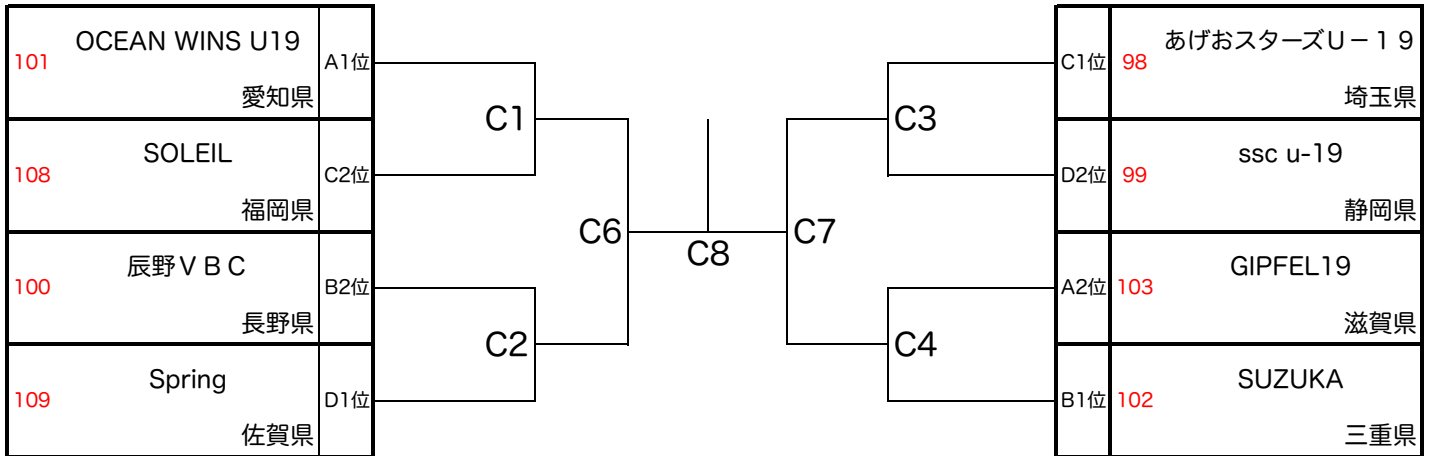 OCEAN WINS U19
101
A1位
愛知県
SOLEIL
108
C2位
福岡県
辰野ＶＢＣ
100
B2位
長野県
Spring
109
D1位
佐賀県
C1
C2
C6
C8
C7
C3
C4
あげおスターズＵ－１９
C1位
98
埼玉県
ssc u-19
D2位
99
静岡県
GIPFEL19
A2位
103
滋賀県
SUZUKA
B1位
102
三重県